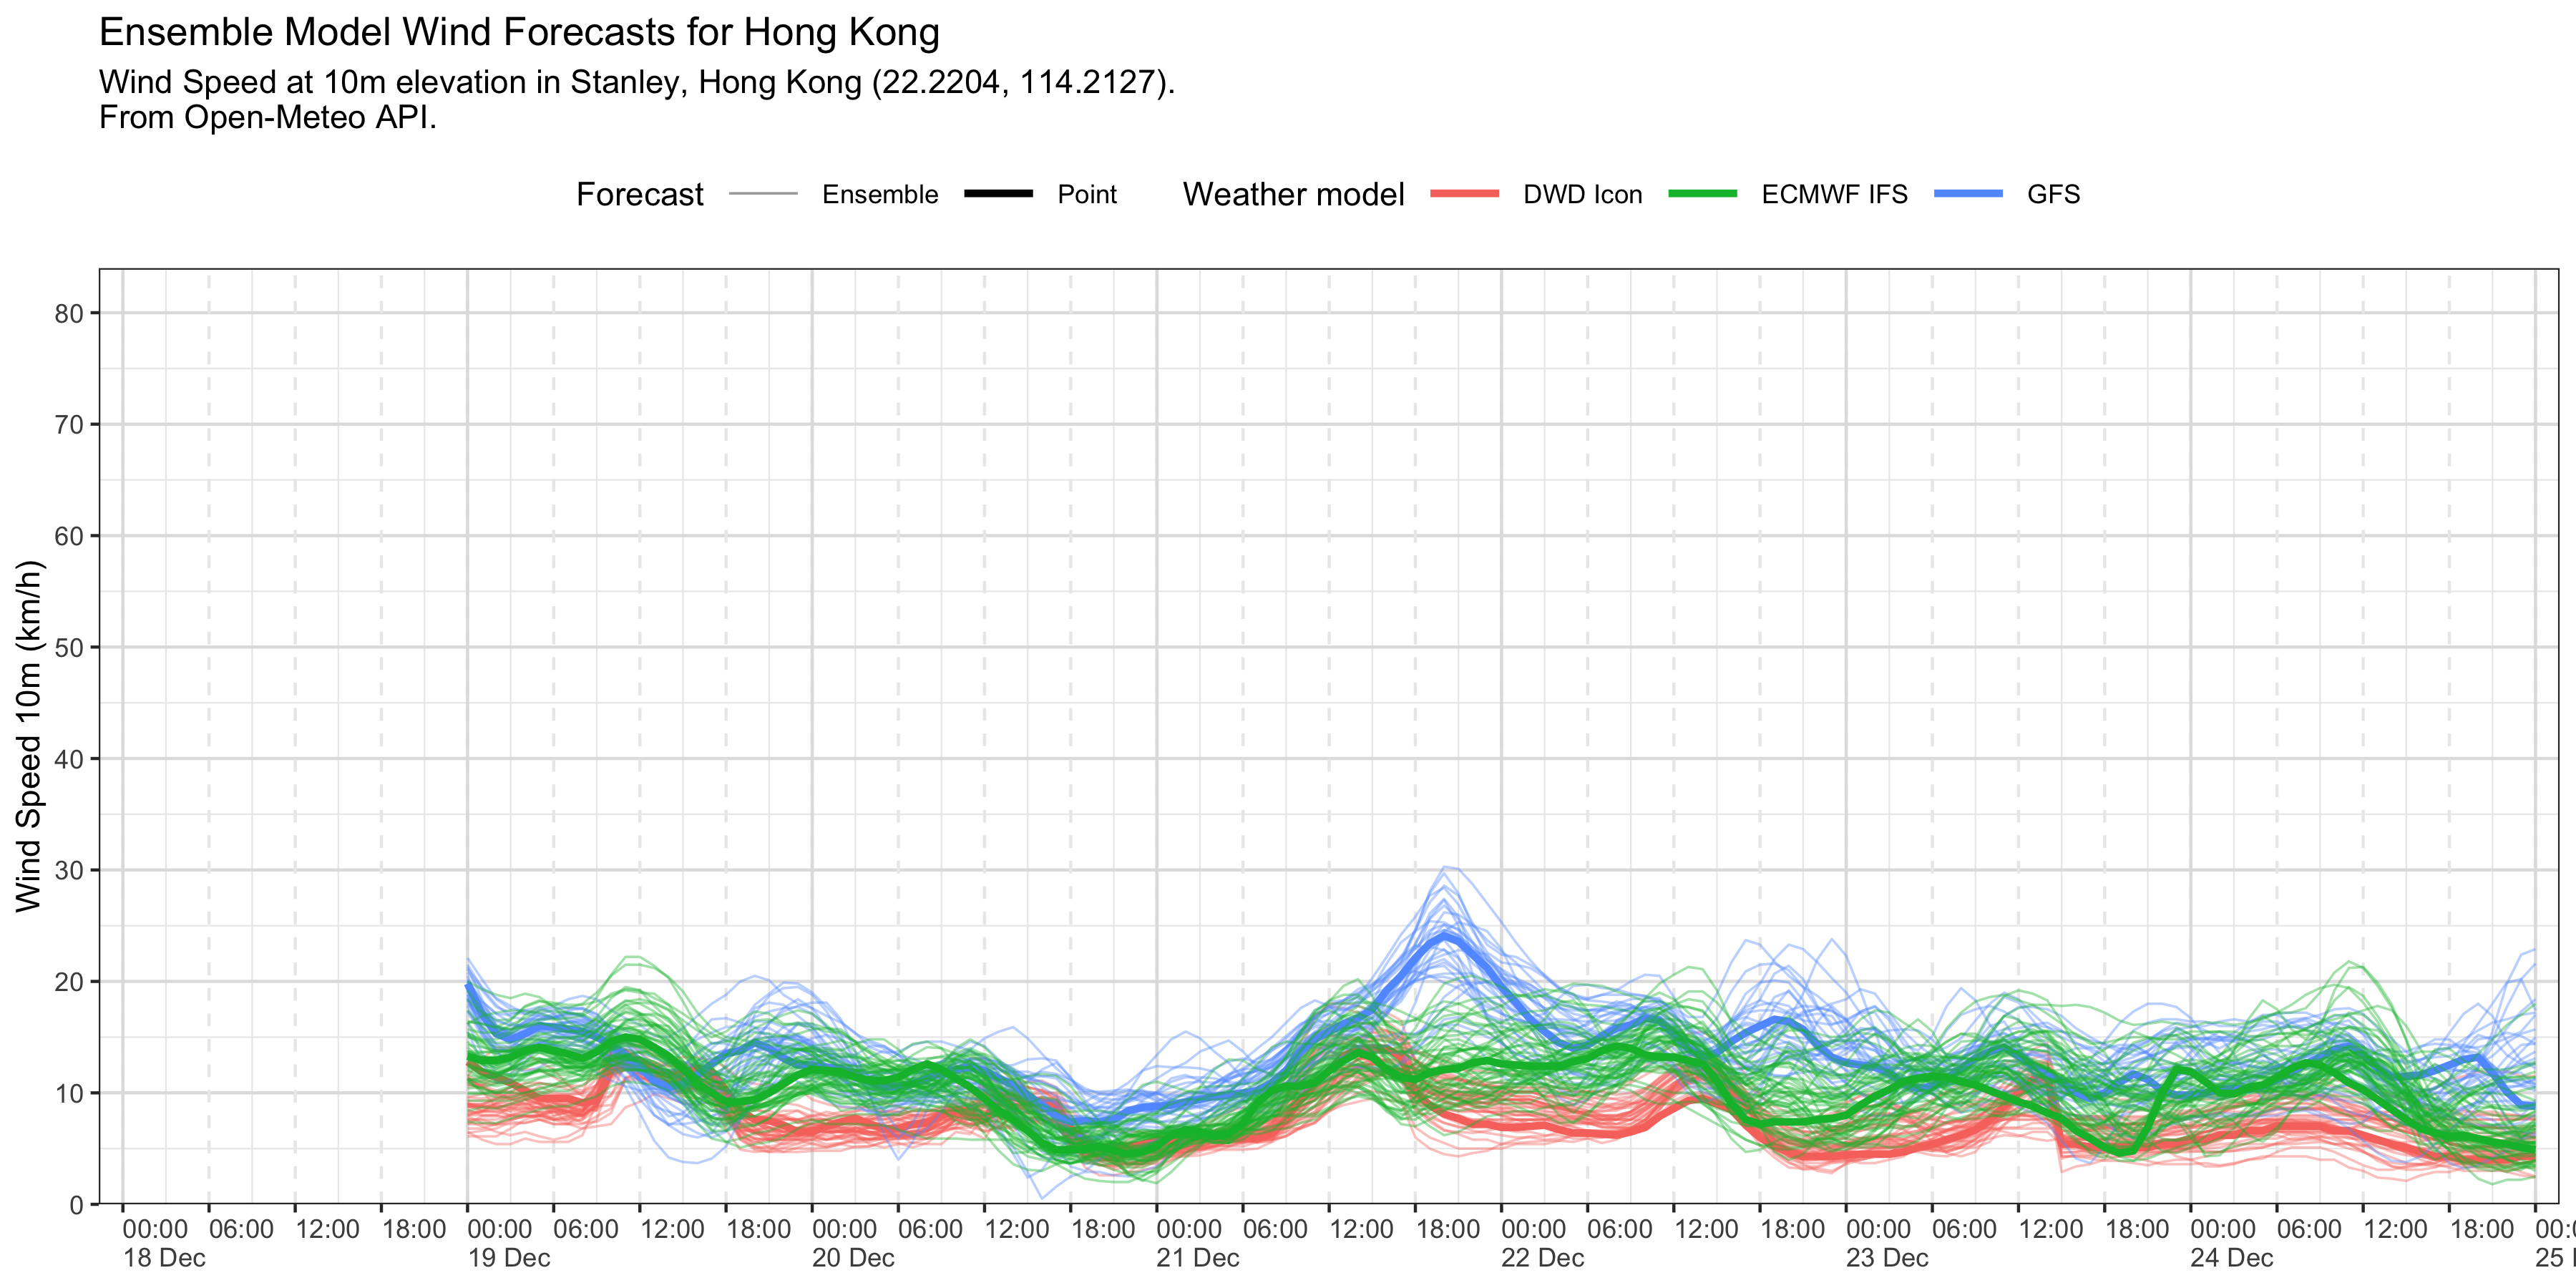 Ensemble Model Wind Forecasts for Hong Kong
Wind Speed at 10m elevation in Stanley, Hong Kong (22.2204, 114.2127).
From Open-Meteo API.
Forecast Ensemble Point Weather model DWD Icon ECMWF IFS GFS
Wind Speed 10m (km/h)
80
70
60
50
40
30
20
10
0
00:00 06:00 12:00 18:00 00:00 06:00 12:00 18:00 00:00 06:00 12:00 18:00 00:00 06:00 12:00 18:00 00:00 06:00 12:00 18:00 00:00 06:00 12:00 18:00 00:00 06:00 12:00 18:00
18 Dec 19 Dec 20 Dec 21 Dec 22 Dec 23 Dec 24 Dec 25